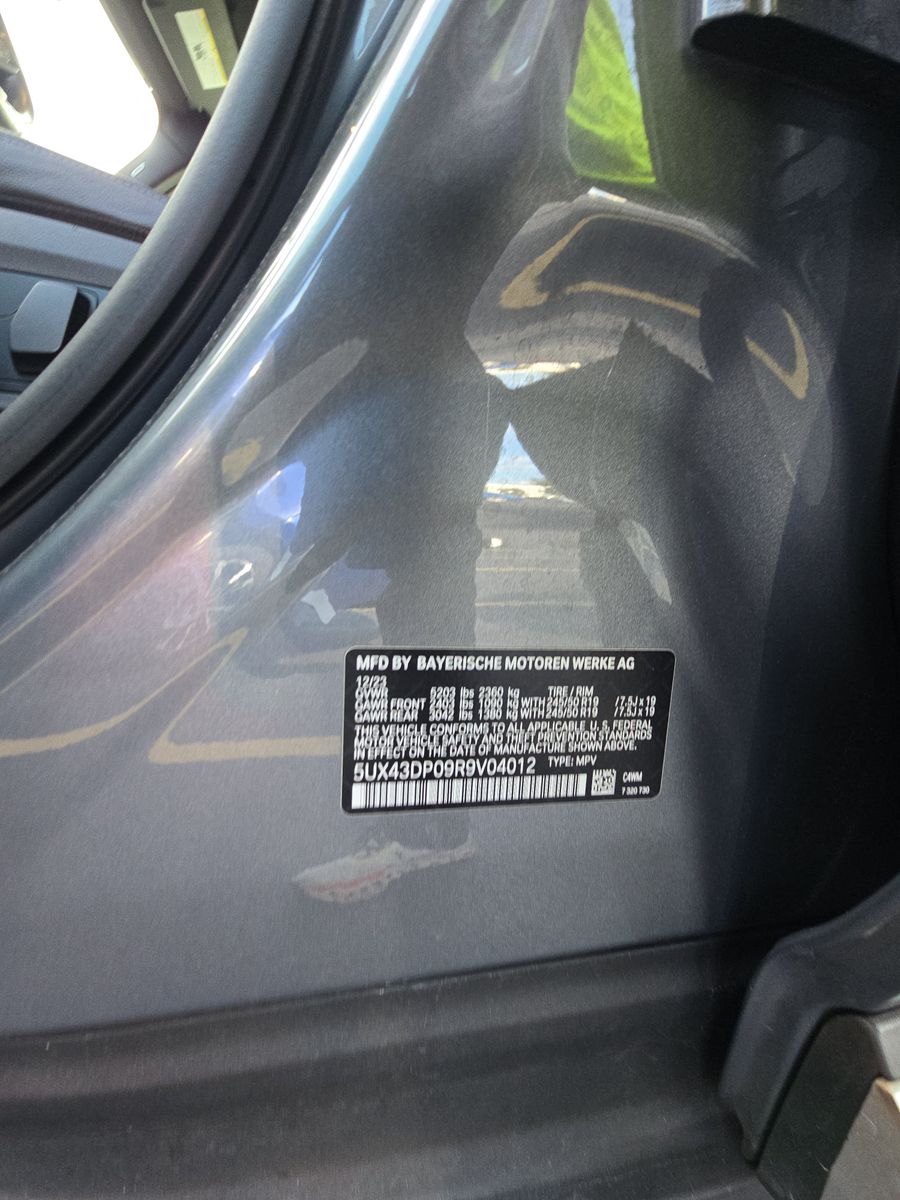 MFD BY BAYERISCHE MOTOREN WERKE AG
12/23
GVWR 5203 lbs 2360 kg TIRE / RIM
GAWR FRONT 2403 lbs 1090 kg WITH 245/50 R19 /7.5J x 19
GAWR REAR 3042 lbs 1380 kg WITH 245/50 R19 /7.5J x 19
THIS VEHICLE CONFORMS TO ALL APPLICABLE U.S. FEDERAL
MOTOR VEHICLE SAFETY AND THEFT PREVENTION STANDARDS
IN EFFECT ON THE DATE OF MANUFACTURE SHOWN ABOVE.
5UX43DP09R9V04012 TYPE: MPV
C4WM
7 320 730